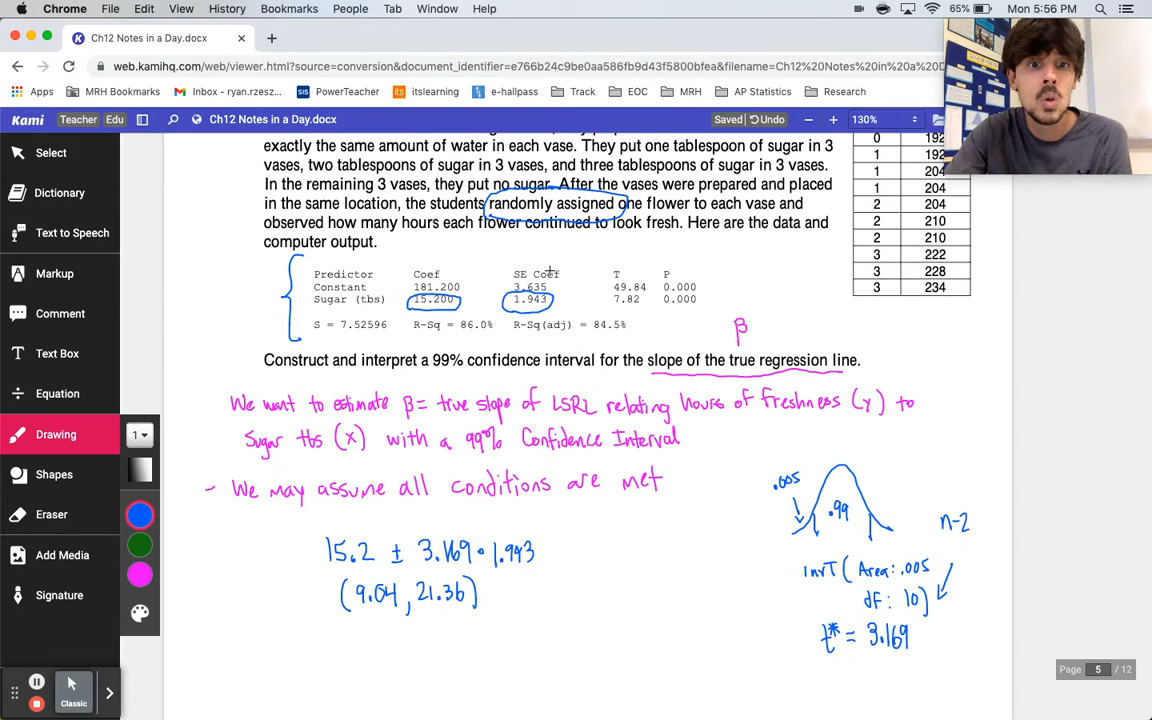 Chrome File Edit View History Bookmarks People Tab Window Help 65% Mon 5:56 PM
Ch12 Notes in a Day.docx
web.kamihq.com/web/viewer.html?source=conversion&document_identifier=e766b24c9be0aa586fb9d43f5800bfea&filename=Ch12%20Notes%20in%20a%20D
Apps MRH Bookmarks Inbox - ryan.rzesz... PowerTeacher itslearning e-hallpass Track EOC MRH AP Statistics Research
Kami Teacher Edu Ch12 Notes in a Day.docx Saved Undo 130%
Select
Dictionary
Text to Speech
Markup
Comment
Text Box
Equation
Drawing 1
Shapes
Eraser
Add Media
Signature
Classic
exactly the same amount of water in each vase. They put one tablespoon of sugar in 3
vases, two tablespoons of sugar in 3 vases, and three tablespoons of sugar in 3 vases.
In the remaining 3 vases, they put no sugar. After the vases were prepared and placed
in the same location, the students randomly assigned one flower to each vase and
observed how many hours each flower continued to look fresh. Here are the data and
computer output.
0 192
1 192
1 204
1 204
2 204
2 210
2 210
3 222
3 228
3 234
Predictor Coef SE Coef T P
Constant 181.200 3.635 49.84 0.000
Sugar (tbs) 15.200 1.943 7.82 0.000
S = 7.52596 R-Sq = 86.0% R-Sq(adj) = 84.5%
β
Construct and interpret a 99% confidence interval for the slope of the true regression line.
We want to estimate β = true slope of LSRL relating hours of freshness (y) to
Sugar tbs (x) with a 99% Confidence Interval
- We may assume all conditions are met
15.2 ± 3.169 • 1.943
(9.04, 21.36)
.005
.99
n-2
invT(Area: .005
df: 10)
t* = 3.169
Page 5 / 12